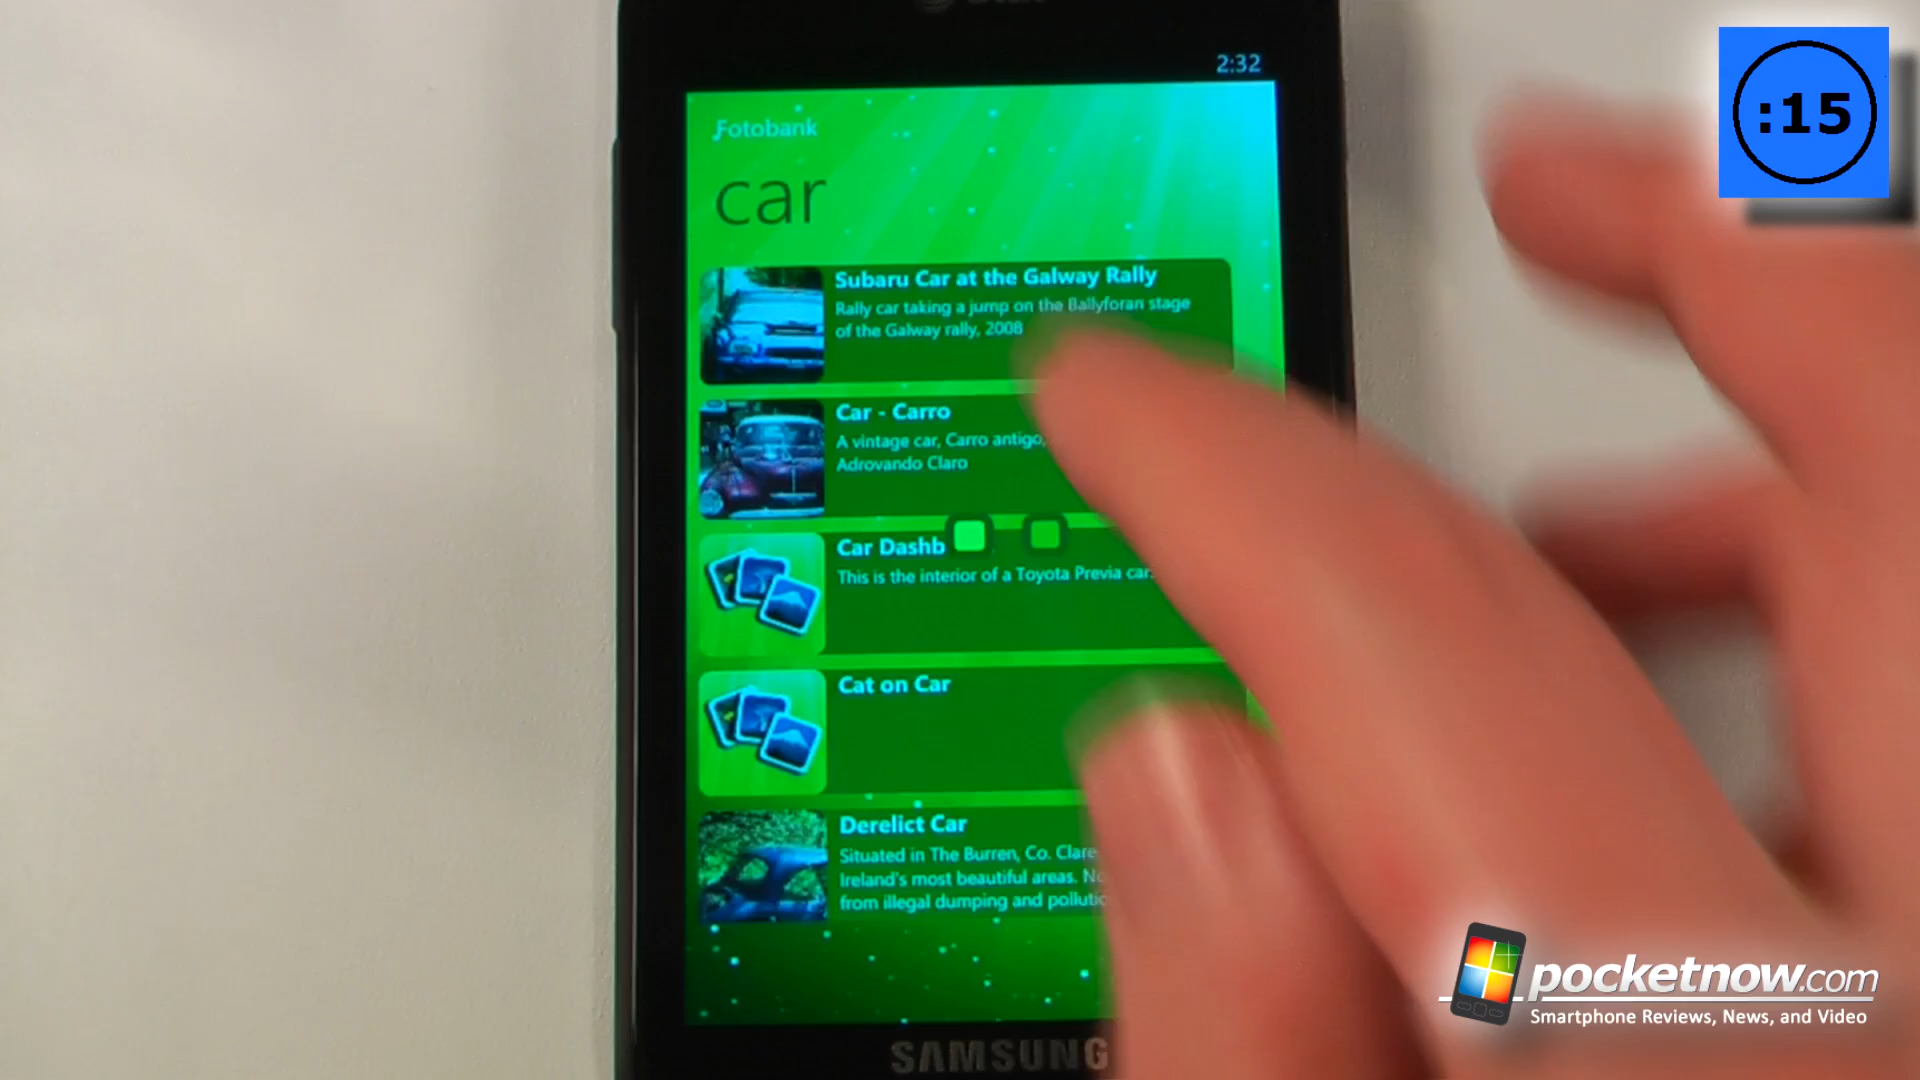 2:32
:15
Fotobank
car
Subaru Car at the Galway Rally
Rally car taking a jump on the Ballyforan stage
of the Galway rally, 2008
Car - Carro
A vintage car, Carro antigo,
Adrovando Claro
Car Dashb
This is the interior of a Toyota Previa car.
Cat on Car
Derelict Car
Situated in The Burren, Co. Clare
Ireland's most beautiful areas.
from illegal dumping and
SAMSUNG
pocketnow.com
Smartphone Reviews, News, and Video